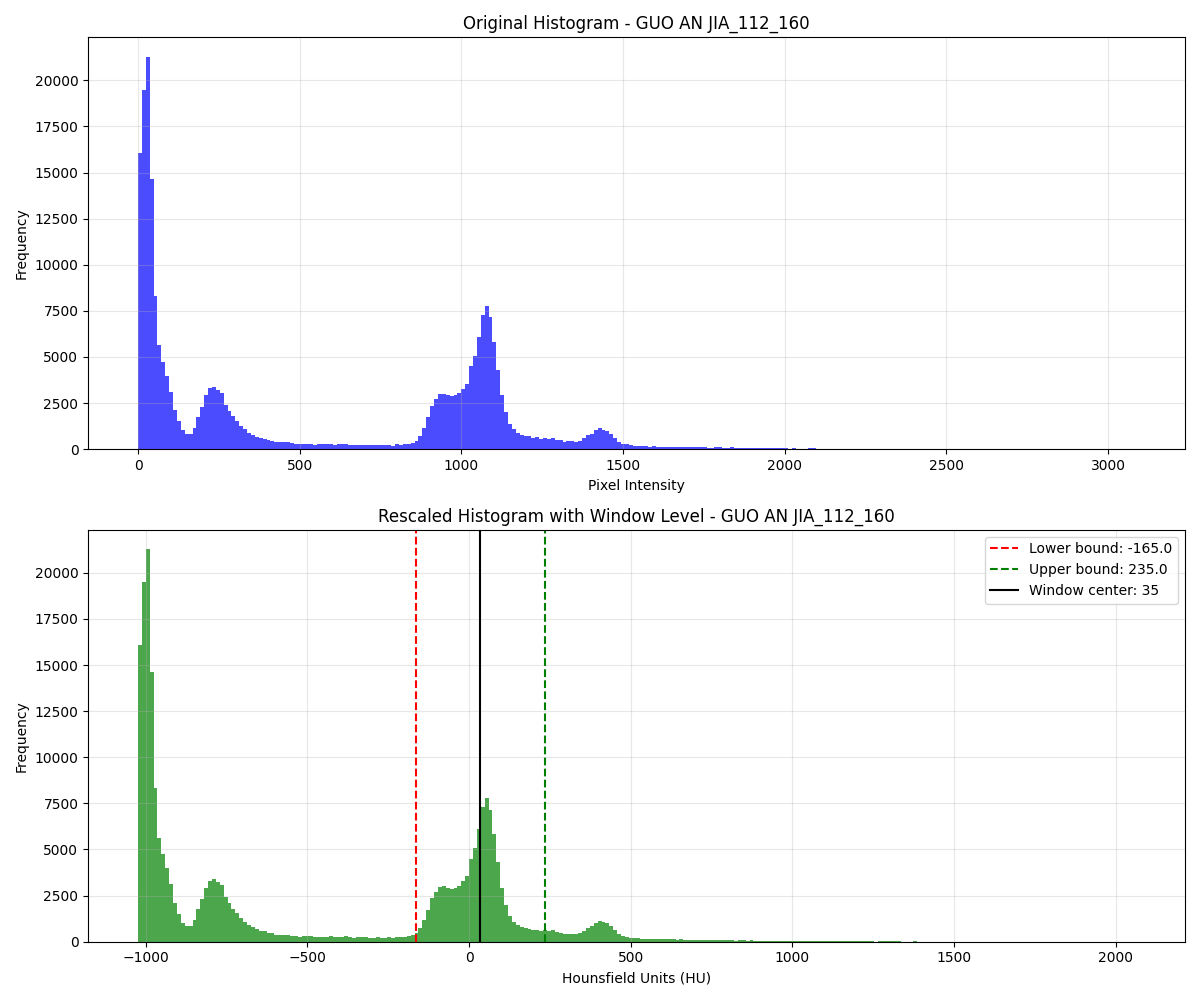 Original Histogram - GUO AN JIA_112_160
Frequency
20000
17500
15000
12500
10000
7500
5000
2500
0
0 500 1000 1500 2000 2500 3000
Pixel Intensity
Rescaled Histogram with Window Level - GUO AN JIA_112_160
Lower bound: -165.0
Upper bound: 235.0
Window center: 35
Frequency
20000
17500
15000
12500
10000
7500
5000
2500
0
−1000 −500 0 500 1000 1500 2000
Hounsfield Units (HU)